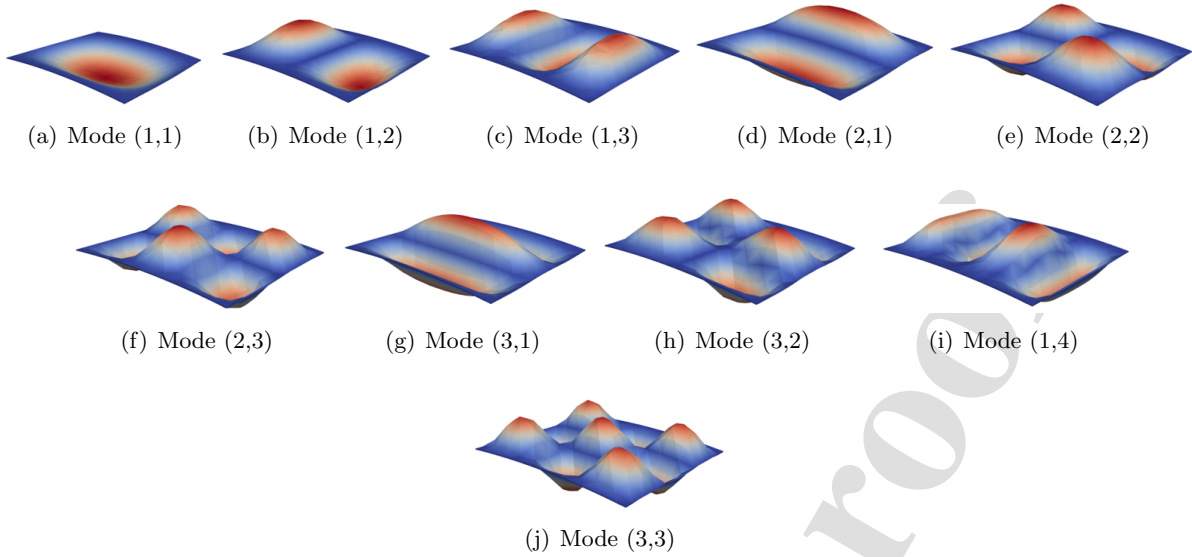 (a) Mode (1,1)
(b) Mode (1,2)
(c) Mode (1,3)
(d) Mode (2,1)
(e) Mode (2,2)
(f) Mode (2,3)
(g) Mode (3,1)
(h) Mode (3,2)
(i) Mode (1,4)
(j) Mode (3,3)